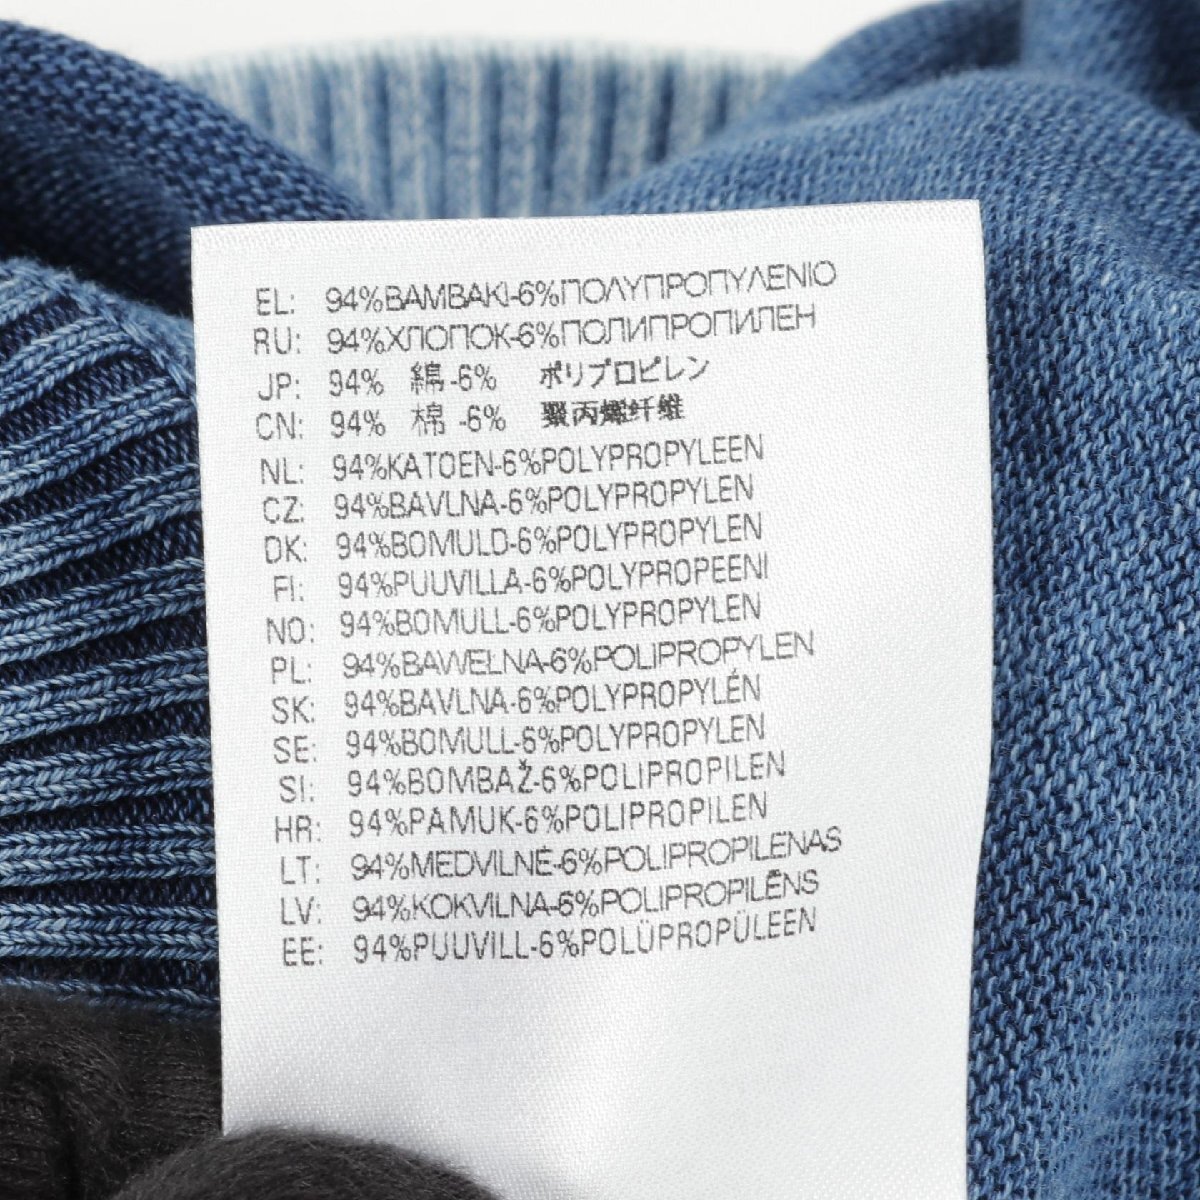 EL: 94%ΒΑΜΒΑΚΙ-6%ΠΟΛΥΠΡΟΠΥΛΕΝΙΟ
RU: 94%ХЛОПОК-6%ПОЛИПРОПИЛЕН
JP: 94% 綿 -6% ポリプロピレン
CN: 94% 棉 -6% 聚丙烯纤维
NL: 94%KATOEN-6%POLYPROPYLEEN
CZ: 94%BAVLNA-6%POLYPROPYLEN
DK: 94%BOMULD-6%POLYPROPYLEN
FI: 94%PUUVILLA-6%POLYPROPEENI
NO: 94%BOMULL-6%POLYPROPYLEN
PL: 94%BAWEŁNA-6%POLIPROPYLEN
SK: 94%BAVLNA-6%POLYPROPYLÉN
SE: 94%BOMULL-6%POLYPROPYLEN
SI: 94%BOMBAŽ-6%POLIPROPILEN
HR: 94%PAMUK-6%POLIPROPILEN
LT: 94%MEDVILNĖ-6%POLIPROPILENAS
LV: 94%KOKVILNA-6%POLIPROPILĒNS
EE: 94%PUUVILL-6%POLÜPROPÜLEEN